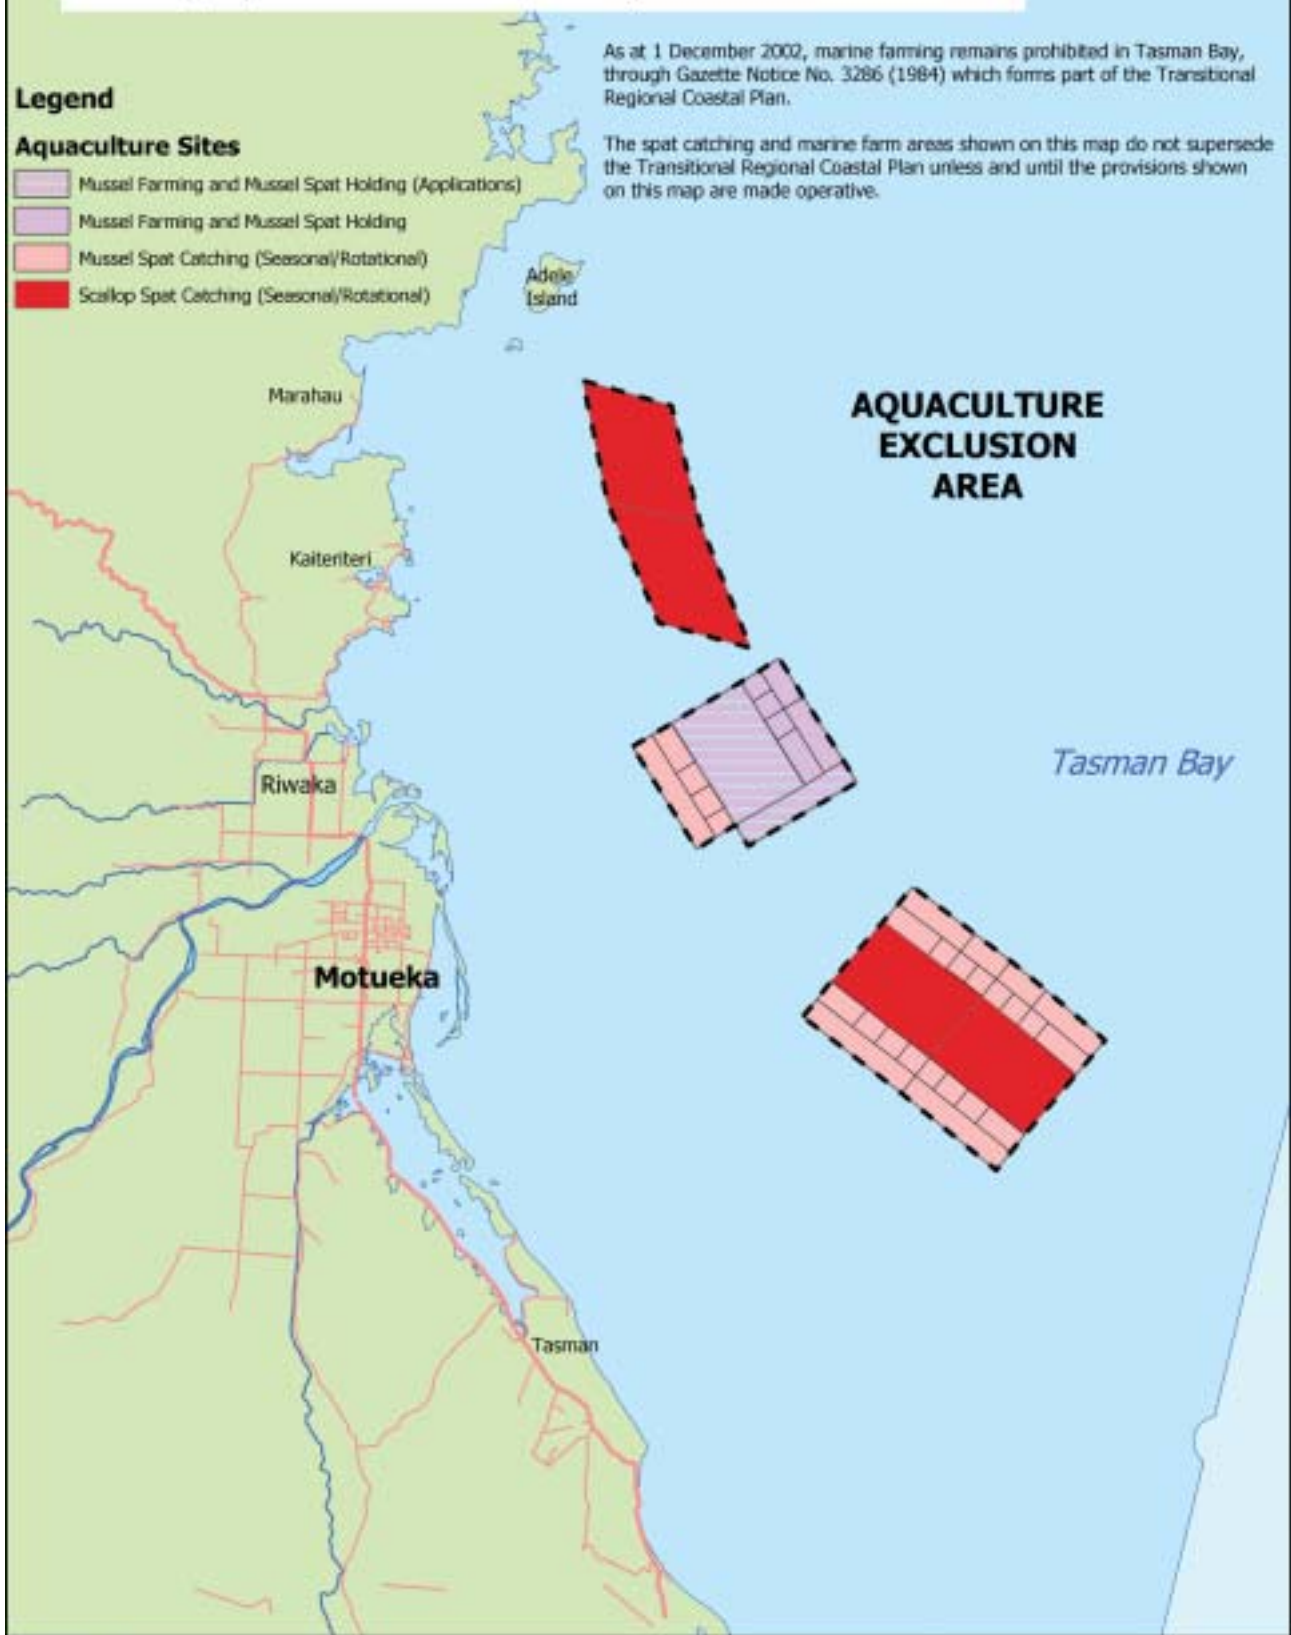 As at 1 December 2002, marine farming remains prohibited in Tasman Bay,
through Gazette Notice No. 3286 (1984) which forms part of the Transitional
Regional Coastal Plan.
The spat catching and marine farm areas shown on this map do not supersede
the Transitional Regional Coastal Plan unless and until the provisions shown
on this map are made operative.
Legend
Aquaculture Sites
Mussel Farming and Mussel Spat Holding (Applications)
Mussel Farming and Mussel Spat Holding
Mussel Spat Catching (Seasonal/Rotational)
Scallop Spat Catching (Seasonal/Rotational)
Adele
Island
Marahau
AQUACULTURE
EXCLUSION
AREA
Kaiteriteri
Tasman Bay
Riwaka
Motueka
Tasman